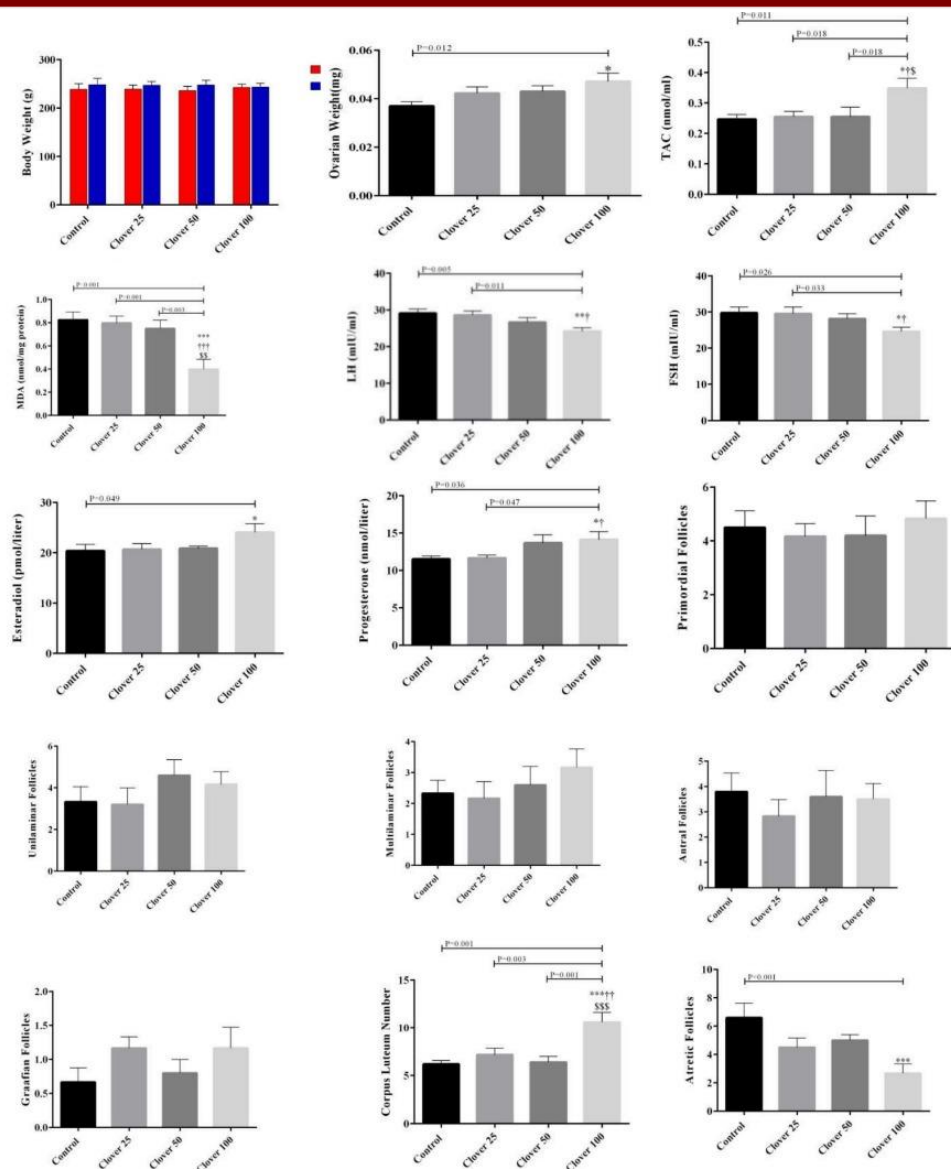 Body Weight (g)
300
200
100
0
Control
Clover 25
Clover 50
Clover 100
P=0.012
Ovarian Weight(mg)
0.06
0.04
0.02
0.00
*
Control
Clover 25
Clover 50
Clover 100
P=0.011
P=0.018
P=0.018
TAC (nmol/ml)
0.5
0.4
0.3
0.2
0.1
0.0
*†$
Control
Clover 25
Clover 50
Clover 100
P=0.001
P=0.001
P=0.003
MDA (nmol/mg protein)
1.0
0.8
0.6
0.4
0.2
0.0
***
†††
$$
Control
Clover 25
Clover 50
Clover 100
P=0.005
P=0.011
LH (mIU/ml)
40
30
20
10
0
**†
Control
Clover 25
Clover 50
Clover 100
P=0.026
P=0.033
FSH (mIU/ml)
40
30
20
10
0
*†
Control
Clover 25
Clover 50
Clover 100
P=0.049
Esteradiol (pmol/liter)
30
20
10
0
*
Control
Clover 25
Clover 50
Clover 100
P=0.036
P=0.047
Progesterone (nmol/liter)
20
15
10
5
0
*†
Control
Clover 25
Clover 50
Clover 100
Primordial Follicles
6
4
2
0
Control
Clover 25
Clover 50
Clover 100
Unilaminar Follicles
6
4
2
0
Control
Clover 25
Clover 50
Clover 100
Multilaminar Follicles
4
3
2
1
0
Control
Clover 25
Clover 50
Clover 100
Antral Follicles
5
4
3
2
1
0
Control
Clover 25
Clover 50
Clover 100
Graafian Follicles
2.0
1.5
1.0
0.5
0.0
Control
Clover 25
Clover 50
Clover 100
P=0.001
P=0.003
P=0.001
Corpus Luteum Number
15
10
5
0
***††
$$$
Control
Clover 25
Clover 50
Clover 100
P=0.001
Atretic Follicles
10
8
6
4
2
0
***
Control
Clover 25
Clover 50
Clover 100